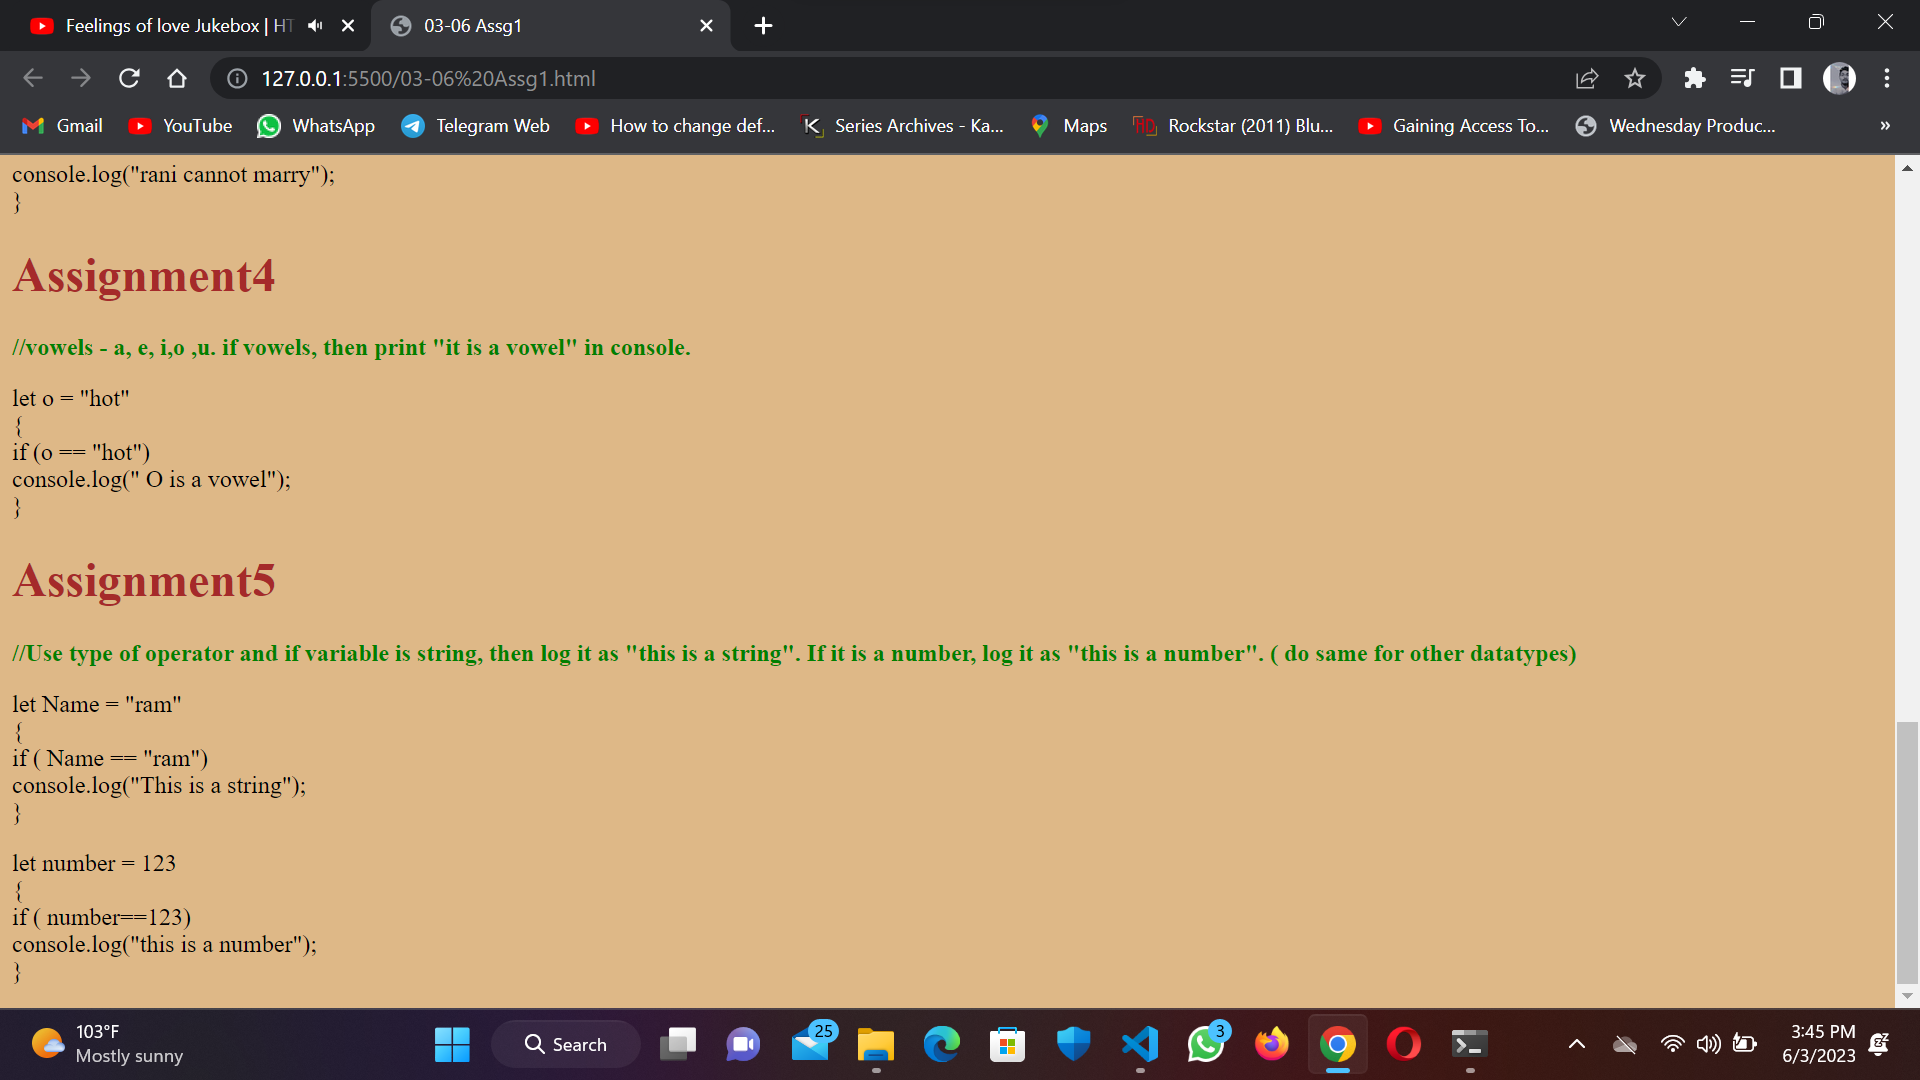 Feelings of love Jukebox | HT
03-06 Assg1
127.0.0.1:5500/03-06%20Assg1.html
Gmail YouTube WhatsApp Telegram Web How to change def... Series Archives - Ka... Maps Rockstar (2011) Blu... Gaining Access To... Wednesday Produc... »
console.log("rani cannot marry");
}
Assignment4
//vowels - a, e, i,o ,u. if vowels, then print "it is a vowel" in console.
let o = "hot"
{
if (o == "hot")
console.log(" O is a vowel");
}
Assignment5
//Use type of operator and if variable is string, then log it as "this is a string". If it is a number, log it as "this is a number". ( do same for other datatypes)
let Name = "ram"
{
if ( Name == "ram")
console.log("This is a string");
}
let number = 123
{
if ( number==123)
console.log("this is a number");
}
103°F
Mostly sunny
Search
25
3
3:45 PM
6/3/2023